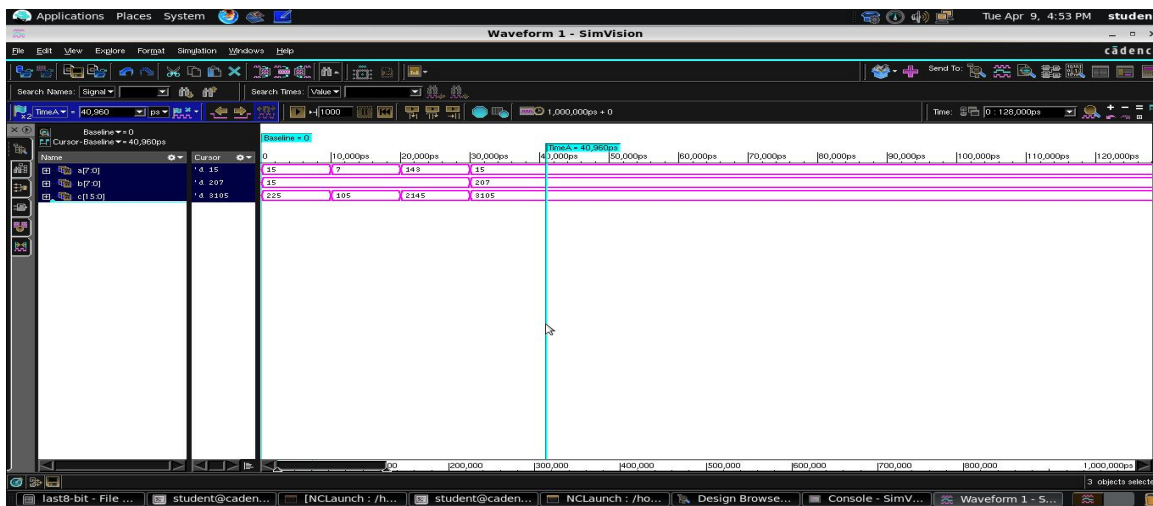 Applications Places System Tue Apr 9, 4:53 PM studen
Waveform 1 - SimVision
File Edit View Explore Format Simulation Windows Help cādenc
Send To:
Search Names: Signal Search Times: Value
TimeA = 40,960 ps 1000 1,000,000ps + 0 Time: 0 : 128,000ps
x2
Baseline = 0
Cursor-Baseline = 40,960ps
Name Cursor
Baseline = 0
TimeA = 40,960ps
0 10,000ps 20,000ps 30,000ps 40,000ps 50,000ps 60,000ps 70,000ps 80,000ps 90,000ps 100,000ps 110,000ps 120,000ps
a[7:0] 'd 15 15 7 143 15
b[7:0] 'd 207 15 207
c[15:0] 'd 3105 225 105 2145 3105
00 200,000 300,000 400,000 500,000 600,000 700,000 800,000 1,000,000ps
3 objects selecte
last8-bit - File ... student@caden... [NCLaunch : /h... student@caden... NCLaunch : /ho... Design Browse... Console - SimV... Waveform 1 - S...